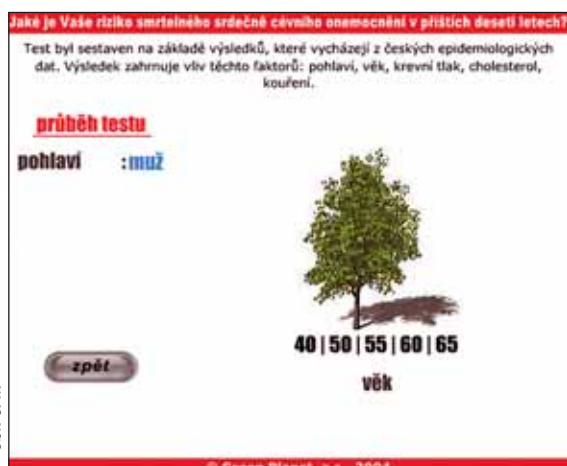 Jaké je Vaše riziko smrtelného srdečně cévního onemocnění v příštích deseti letech?
Test byl sestaven na základě výsledků, které vycházejí z českých epidemiologických
dat. Výsledek zahrnuje vliv těchto faktorů: pohlaví, věk, krevní tlak, cholesterol,
kouření.
průběh testu
pohlaví :muž
40 | 50 | 55 | 60 | 65
zpět
věk